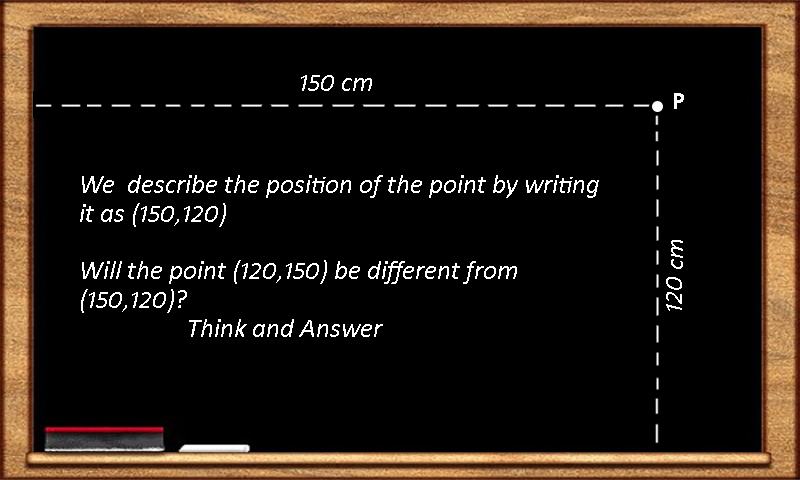 150 cm
P
We describe the position of the point by writing
it as (150,120)
120 cm
Will the point (120,150) be different from
(150,120)?
Think and Answer